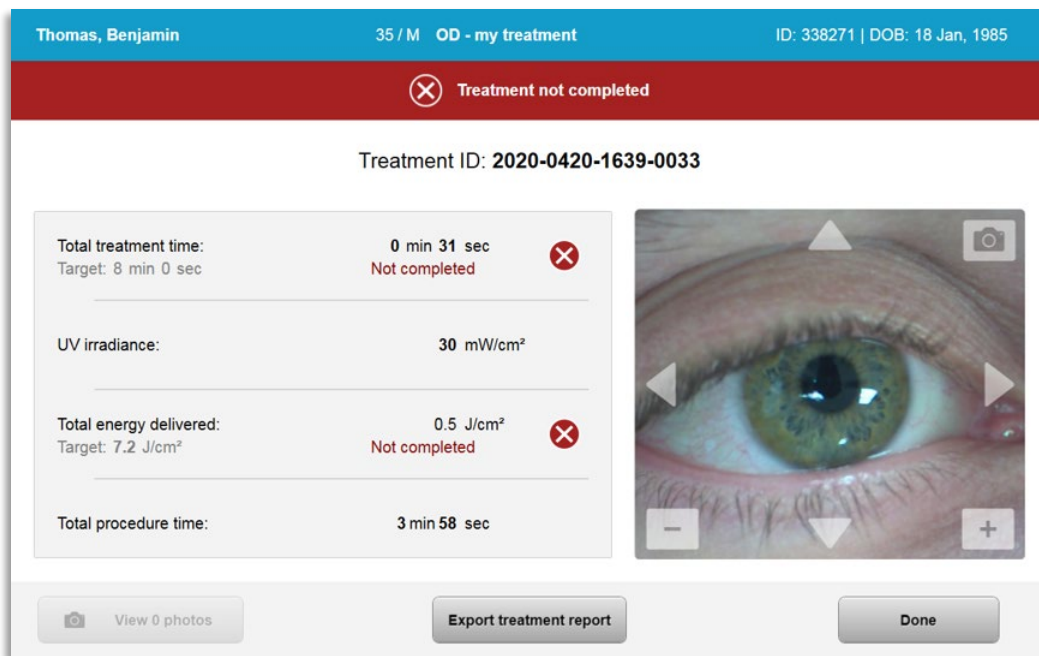 Thomas, Benjamin 35 / M OD - my treatment ID: 338271 | DOB: 18 Jan, 1985
Treatment not completed
Treatment ID: 2020-0420-1639-0033
Total treatment time: 0 min 31 sec
Target: 8 min 0 sec Not completed
UV irradiance: 30 mW/cm²
Total energy delivered: 0.5 J/cm²
Target: 7.2 J/cm² Not completed
Total procedure time: 3 min 58 sec
View 0 photos Export treatment report Done